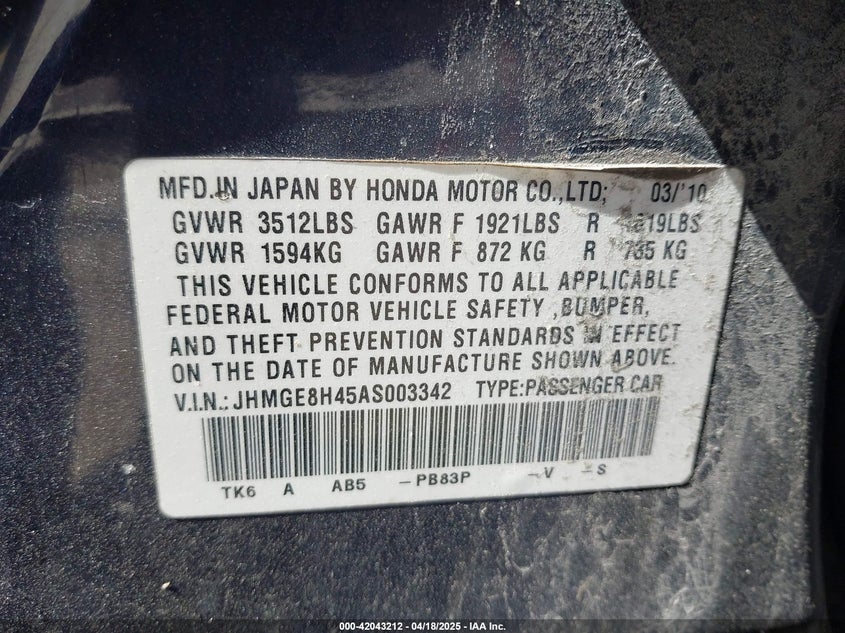 MFD.IN JAPAN BY HONDA MOTOR CO.,LTD; 03/'10
GVWR 3512LBS GAWR F 1921LBS R 1619LBS
GVWR 1594KG GAWR F 872 KG R 735 KG
THIS VEHICLE CONFORMS TO ALL APPLICABLE
FEDERAL MOTOR VEHICLE SAFETY ,BUMPER,
AND THEFT PREVENTION STANDARDS IN EFFECT
ON THE DATE OF MANUFACTURE SHOWN ABOVE.
V.I.N.: JHMGE8H45AS003342 TYPE:PASSENGER CAR
TK6 A AB5 -PB83P -V -S
000-42043212 | 04/18/2025 - IAA Inc.